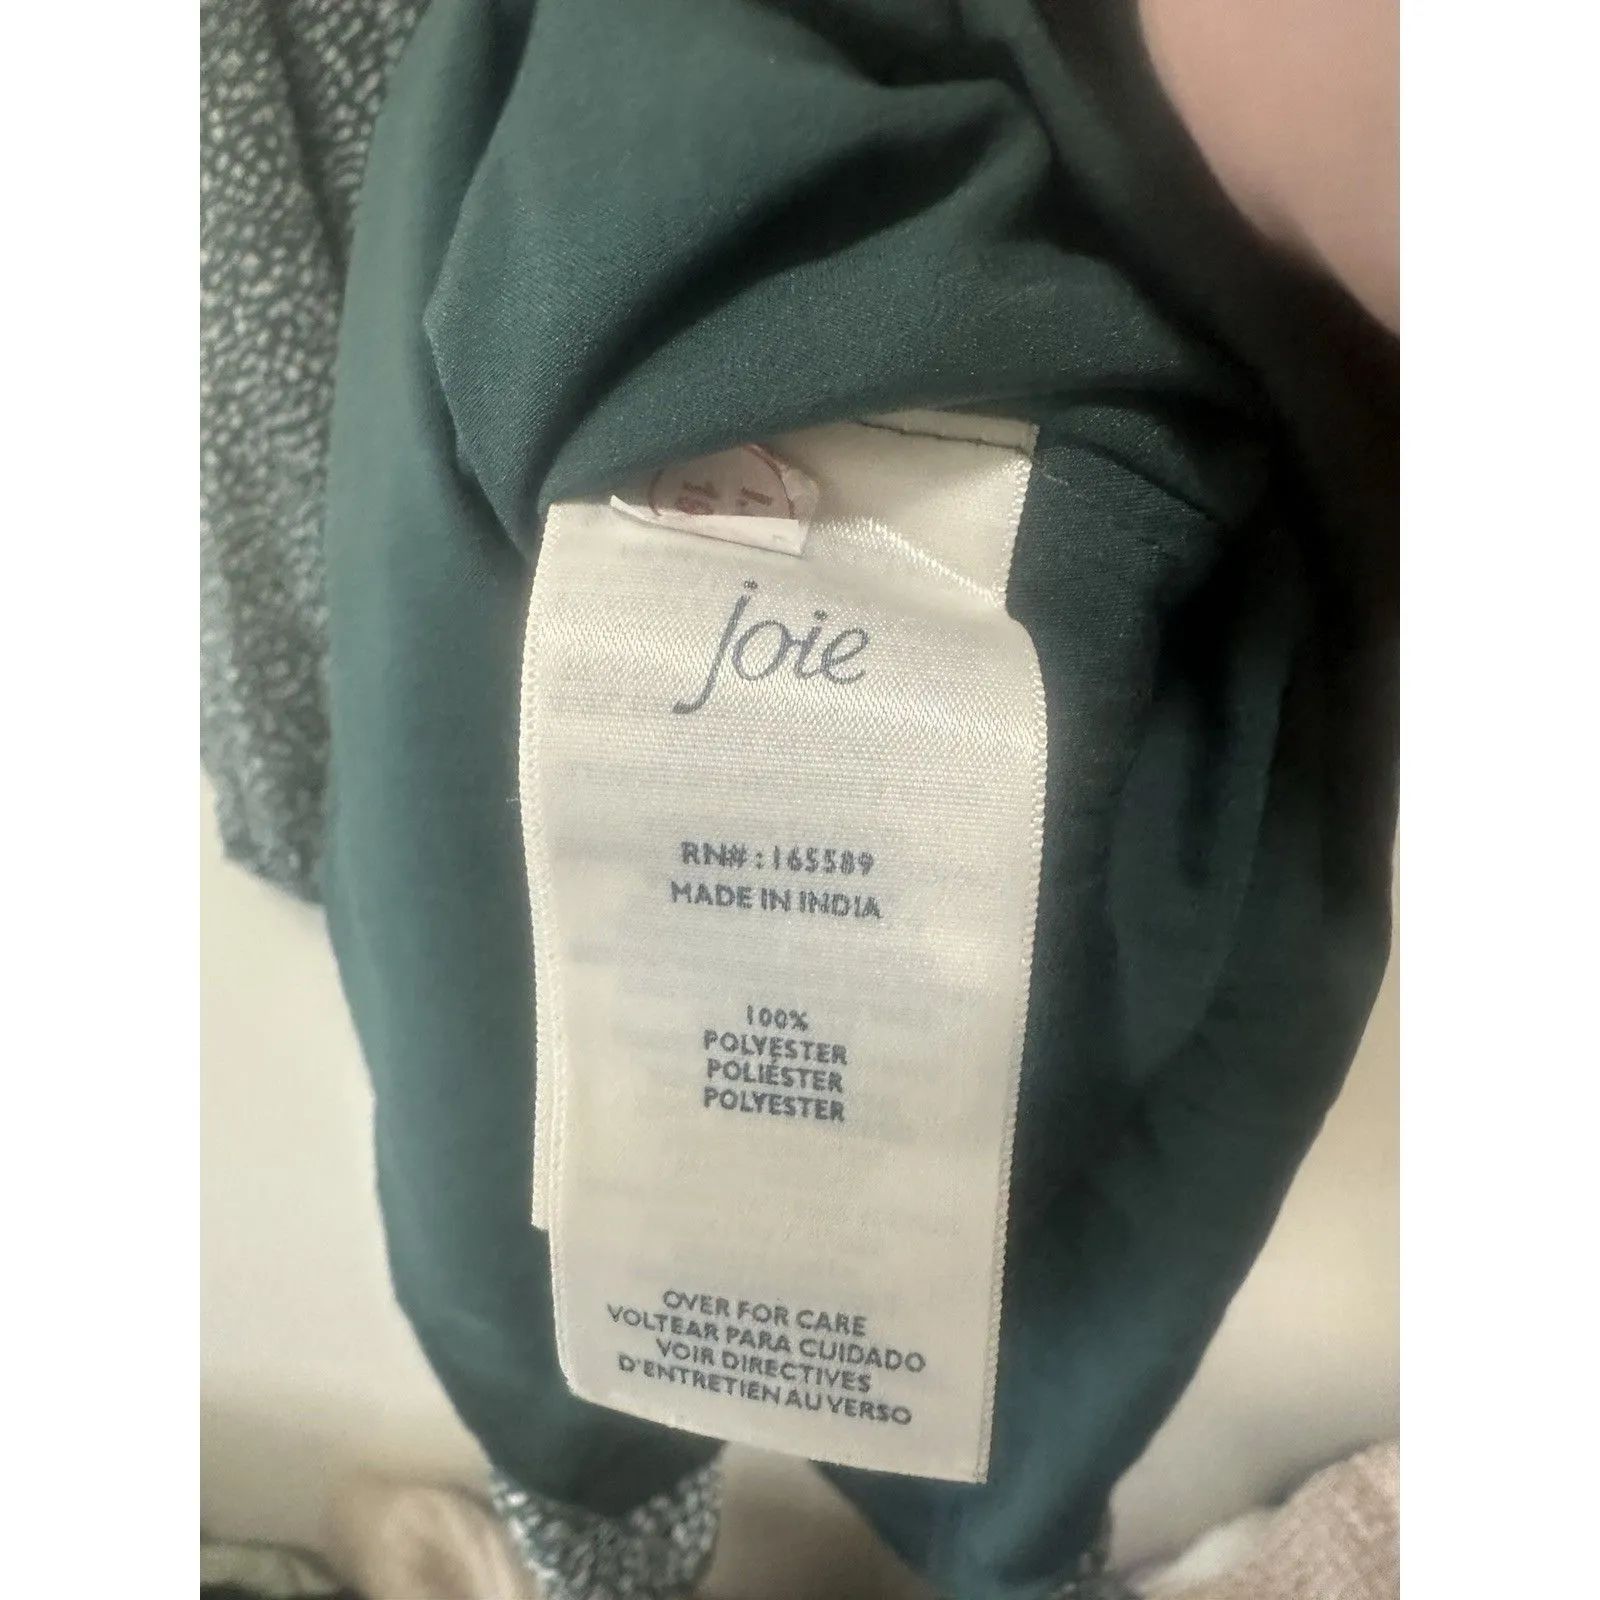 joie
RN#:165589
MADE IN INDIA
100%
POLYESTER
POLIÉSTER
POLYESTER
OVER FOR CARE
VOLTEAR PARA CUIDADO
VOIR DIRECTIVES
D'ENTRETIEN AU VERSO